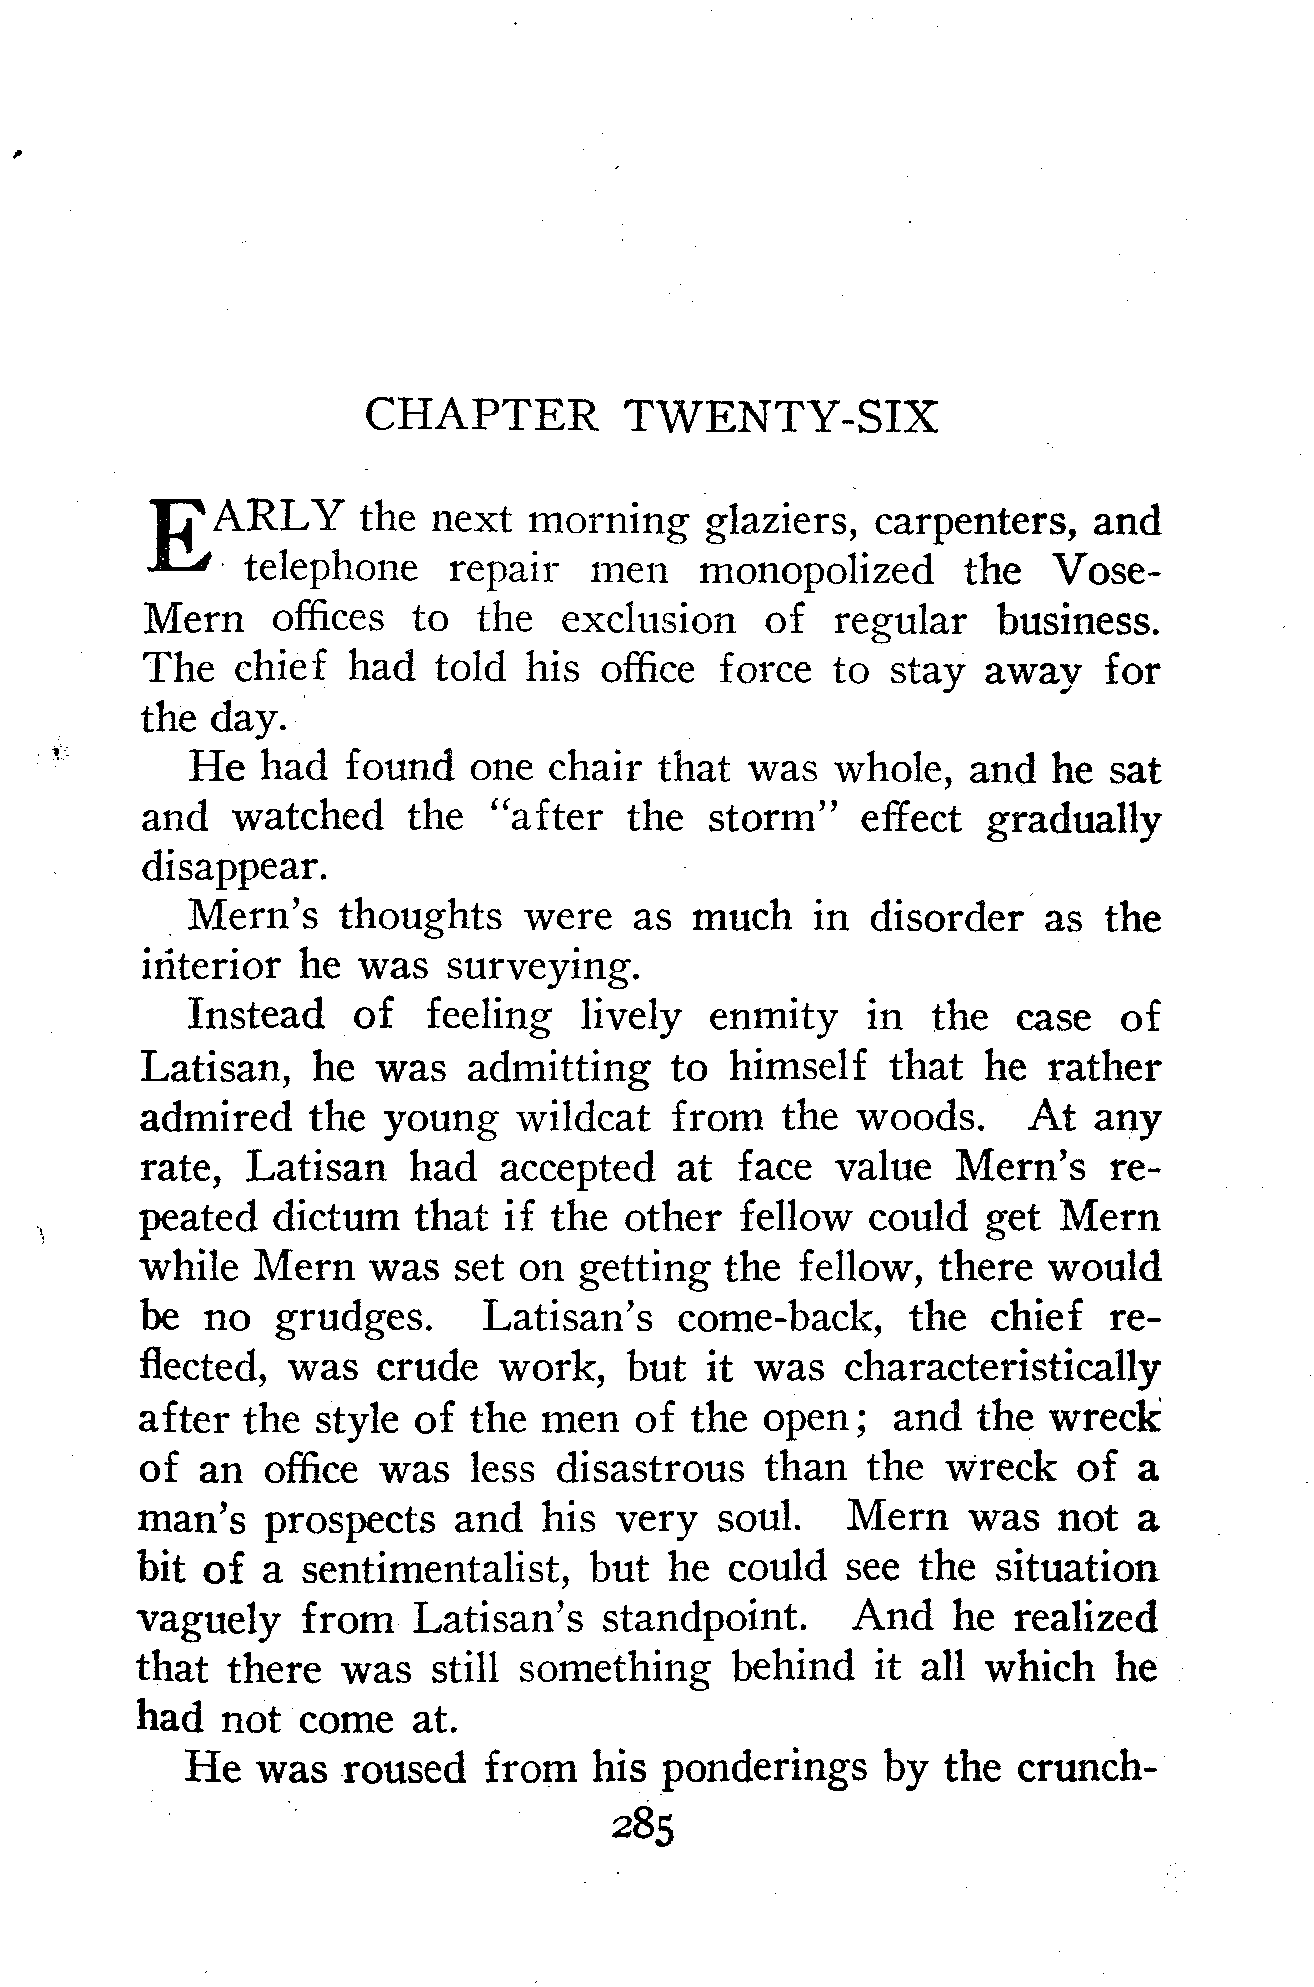 CHAPTER TWENTY-SIX
EARLY the next morning glaziers, carpenters, and
telephone repair men monopolized the Vose-
Mern offices to the exclusion of regular business.
The chief had told his office force to stay away for
the day.
He had found one chair that was whole, and he sat
and watched the "after the storm" effect gradually
disappear.
Mern's thoughts were as much in disorder as the
interior he was surveying.
Instead of feeling lively enmity in the case of
Latisan, he was admitting to himself that he rather
admired the young wildcat from the woods. At any
rate, Latisan had accepted at face value Mern's re-
peated dictum that if the other fellow could get Mern
while Mern was set on getting the fellow, there would
be no grudges. Latisan's come-back, the chief re-
flected, was crude work, but it was characteristically
after the style of the men of the open; and the wreck
of an office was less disastrous than the wreck of a
man's prospects and his very soul. Mern was not a
bit of a sentimentalist, but he could see the situation
vaguely from Latisan's standpoint. And he realized
that there was still something behind it all which he
had not come at.
He was roused from his ponderings by the crunch-
285